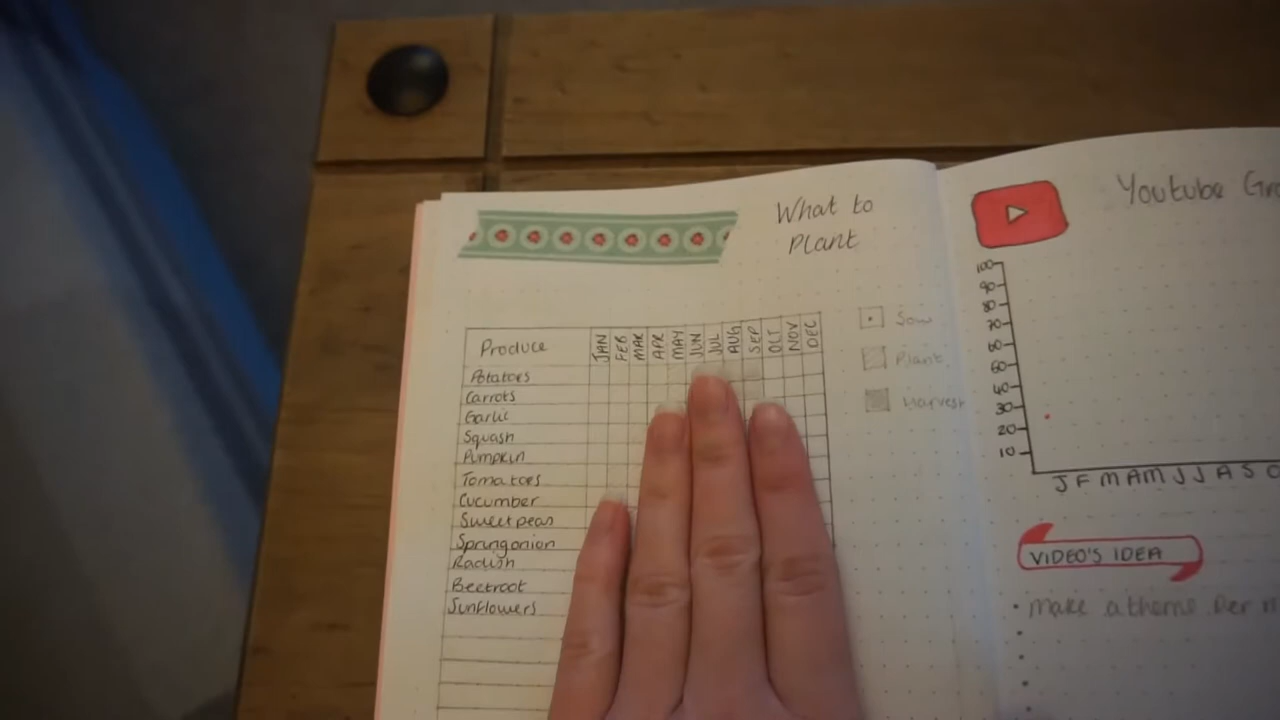 What to
Plant
Produce JAN FEB MAR APR MAY JUN JUL AUG SEP OCT NOV DEC
Potatoes
Carrots
Garlic
Squash
Pumpkin
Tomatoes
Cucumber
Sweetpeas
Springonion
Radish
Beetroot
Sunflowers
Sow
Plant
Harvest
Youtube
100
90
80
70
60
50
40
30
20
10
J F M A M J J A S O
VIDEO'S IDEA
• make a theme Per